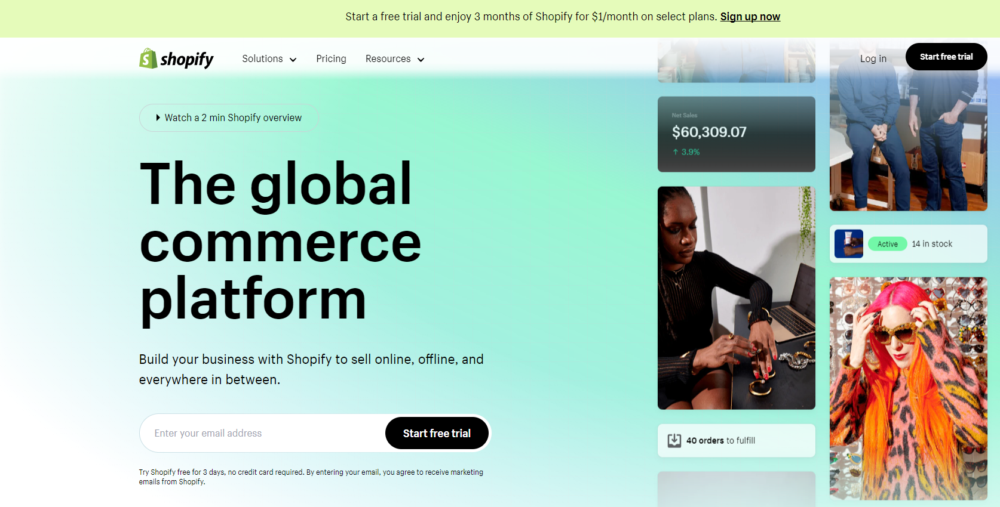 Start a free trial and enjoy 3 months of Shopify for $1/month on select plans. Sign up now
shopify
Solutions
Pricing
Resources
Log in
Start free trial
Watch a 2 min Shopify overview
The global
commerce
platform
Build your business with Shopify to sell online, offline, and
everywhere in between.
Enter your email address
Start free trial
Try Shopify free for 3 days, no credit card required. By entering your email, you agree to receive marketing
emails from Shopify.
Net Sales
$60,309.07
↑ 3.9%
40 orders to fulfill
Active
14 in stock